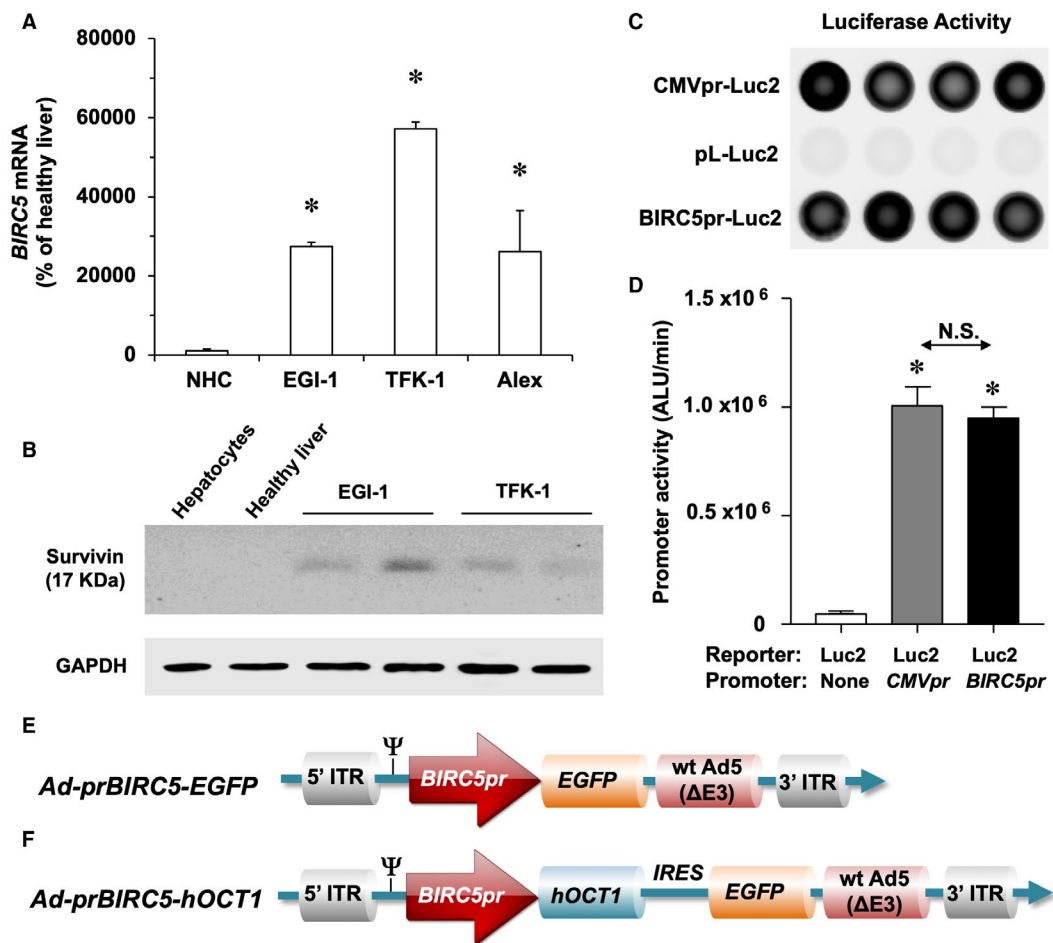 A
BIRC5 mRNA
(% of healthy liver)
80000
60000
40000
20000
0
*
*
*
NHC EGI-1 TFK-1 Alex
B
Hepatocytes
Healthy liver
EGI-1
TFK-1
Survivin
(17 KDa)
GAPDH
C
Luciferase Activity
CMVpr-Luc2
pL-Luc2
BIRC5pr-Luc2
D
Promoter activity (ALU/min)
1.5 x10 6
1.0 x10 6
0.5 x10 6
0
N.S.
*
*
Reporter: Luc2 Luc2 Luc2
Promoter: None CMVpr BIRC5pr
E
Ad-prBIRC5-EGFP
5’ ITR
Ψ
BIRC5pr
EGFP
wt Ad5
(ΔE3)
3’ ITR
F
Ad-prBIRC5-hOCT1
5’ ITR
Ψ
BIRC5pr
hOCT1
IRES
EGFP
wt Ad5
(ΔE3)
3’ ITR